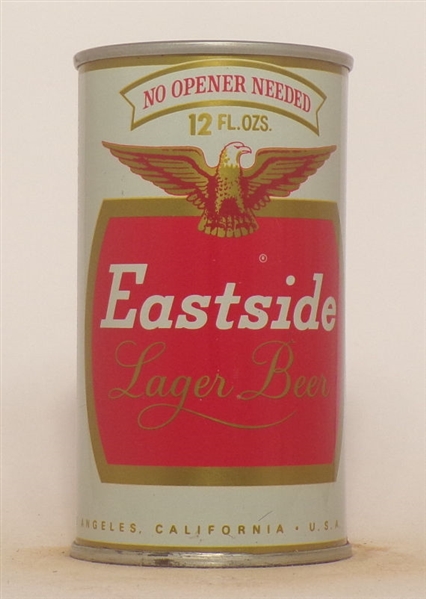 NO OPENER NEEDED
12 FL. OZS.
®
Eastside
Lager Beer
ANGELES, CALIFORNIA · U.S.A